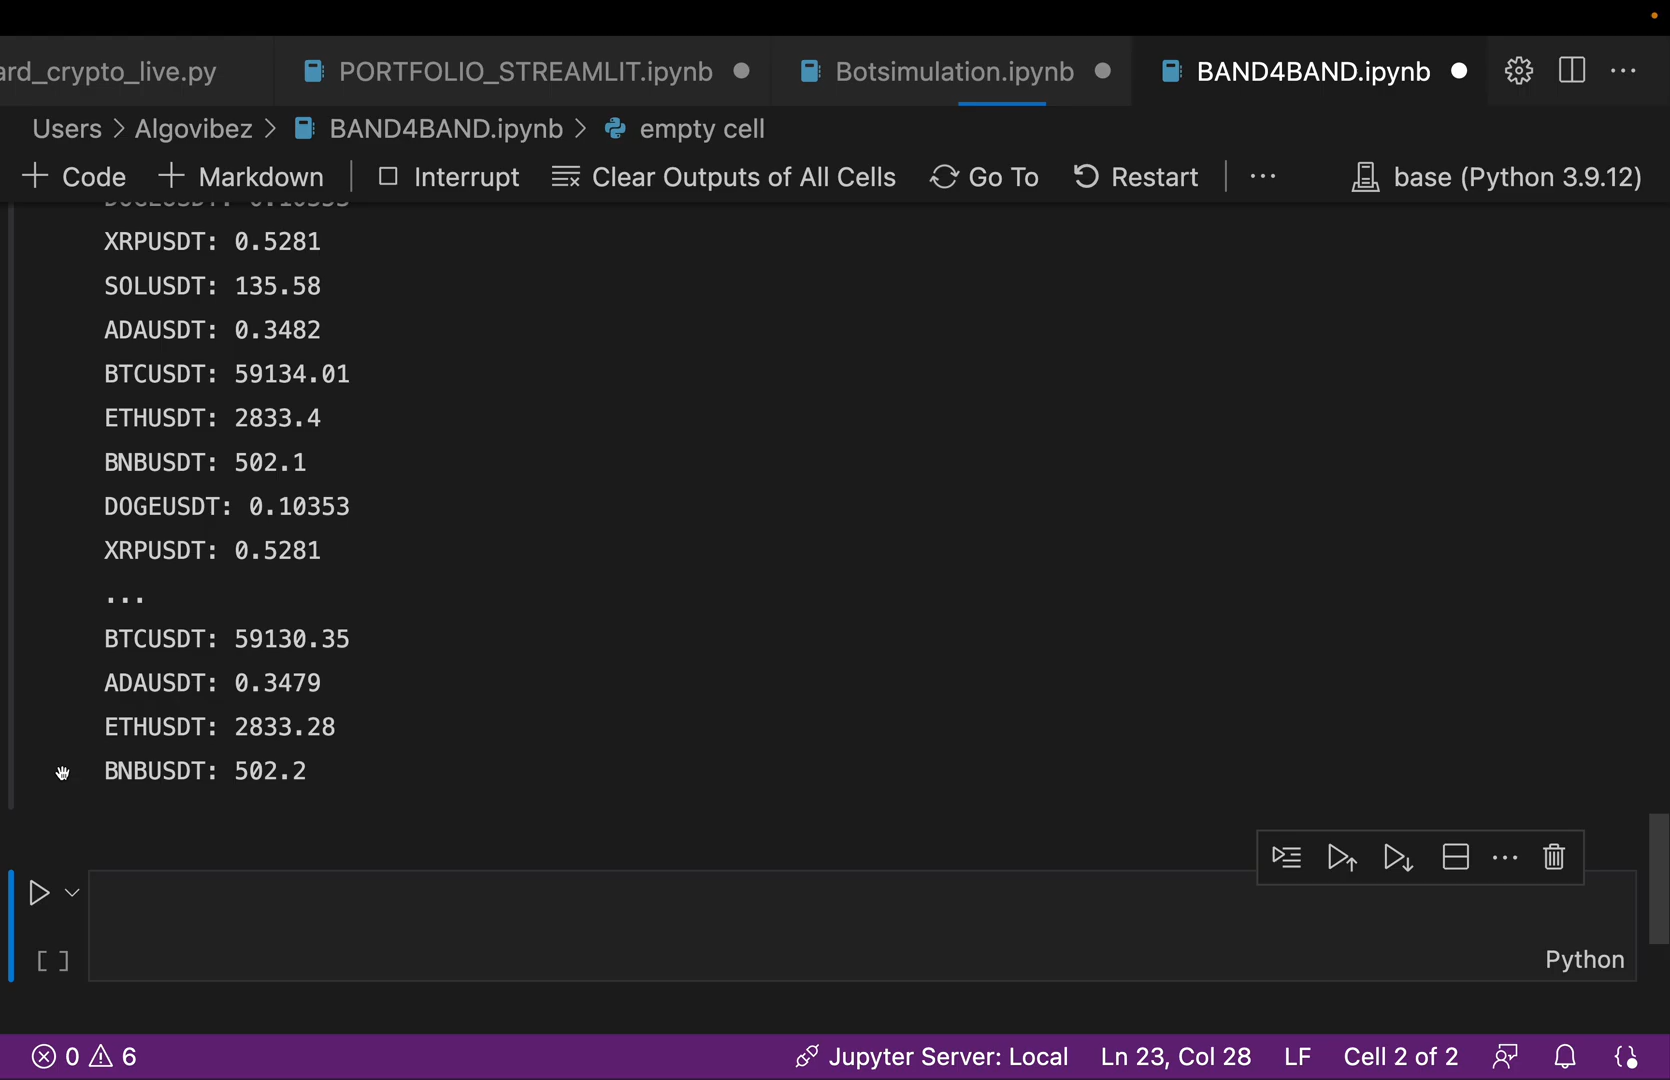 ard_crypto_live.py PORTFOLIO_STREAMLIT.ipynb Botsimulation.ipynb BAND4BAND.ipynb ...
Users > Algovibez > BAND4BAND.ipynb > empty cell
+ Code + Markdown | Interrupt Clear Outputs of All Cells Go To Restart | ... base (Python 3.9.12)
DOGEUSDT: 0.10353
XRPUSDT: 0.5281
SOLUSDT: 135.58
ADAUSDT: 0.3482
BTCUSDT: 59134.01
ETHUSDT: 2833.4
BNBUSDT: 502.1
DOGEUSDT: 0.10353
XRPUSDT: 0.5281
...
BTCUSDT: 59130.35
ADAUSDT: 0.3479
ETHUSDT: 2833.28
BNBUSDT: 502.2
...
[ ]
Python
0 6 Jupyter Server: Local Ln 23, Col 28 LF Cell 2 of 2